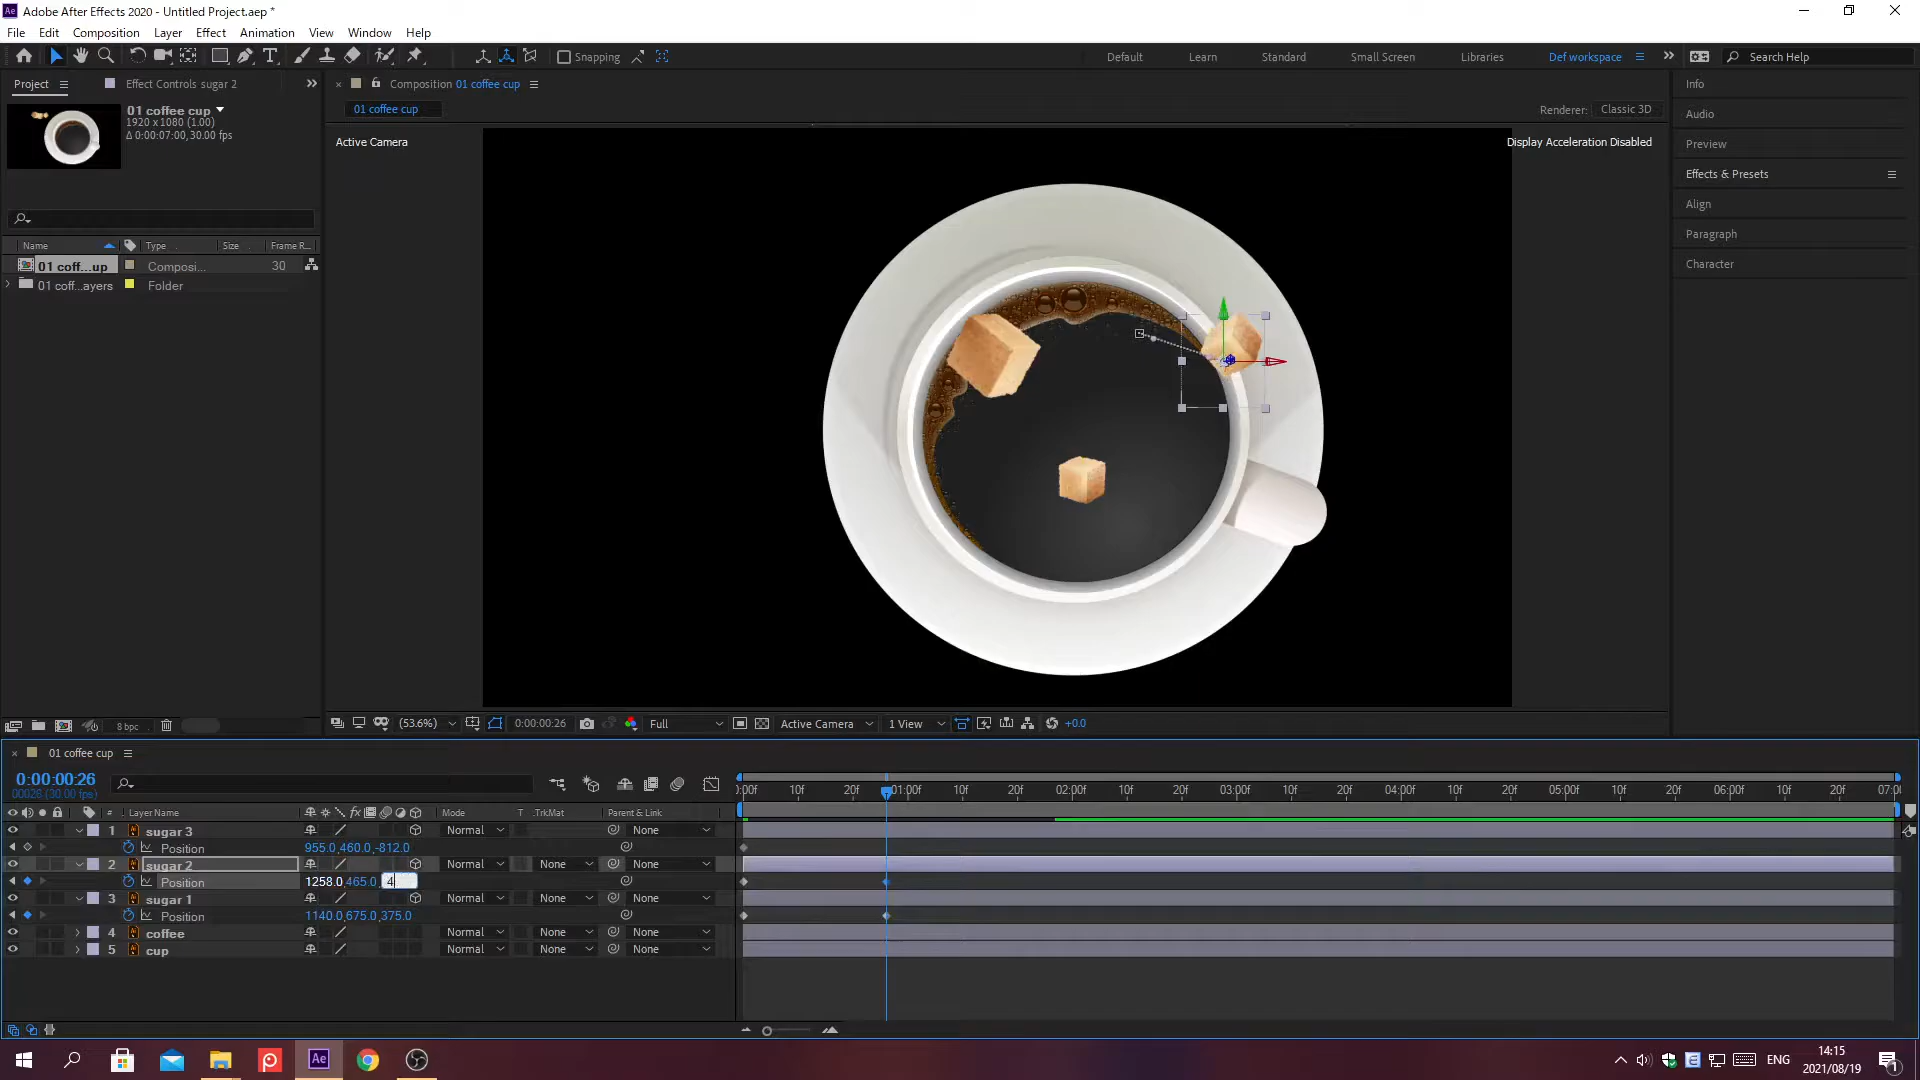 Adobe After Effects 2020 - Untitled Project.aep *
File Edit Composition Layer Effect Animation View Window Help
Snapping
Default Learn Standard Small Screen Libraries Def workspace Search Help
Project Effect Controls sugar 2
Composition 01 coffee cup
Info
01 coffee cup
1920 x 1080 (1.00)
Δ 0:00:07:00, 30.00 fps
01 coffee cup
Renderer: Classic 3D
Audio
Active Camera
Display Acceleration Disabled
Preview
Effects & Presets
Align
Paragraph
Character
Name Type Size Frame R...
01 coff...up Composi... 30
01 coff...ayers Folder
8 bpc
(53.6%) 0:00:00:26 Full Active Camera 1 View +0.0
01 coffee cup
0:00:00:26
00026 (30.00 fps)
:00f 10f 20f 01:00f 10f 20f 02:00f 10f 20f 03:00f 10f 20f 04:00f 10f 20f 05:00f 10f 20f 06:00f 10f 20f 07:0
# Layer Name Mode T .TrkMat Parent & Link
1 sugar 3 Normal None
Position 955.0,460.0,-812.0
2 sugar 2 Normal None None
Position 1258.0,465.0, 4
3 sugar 1 Normal None None
Position 1140.0,675.0,375.0
4 coffee Normal None None
5 cup Normal None None
Ae
ENG
14:15
2021/08/19
1